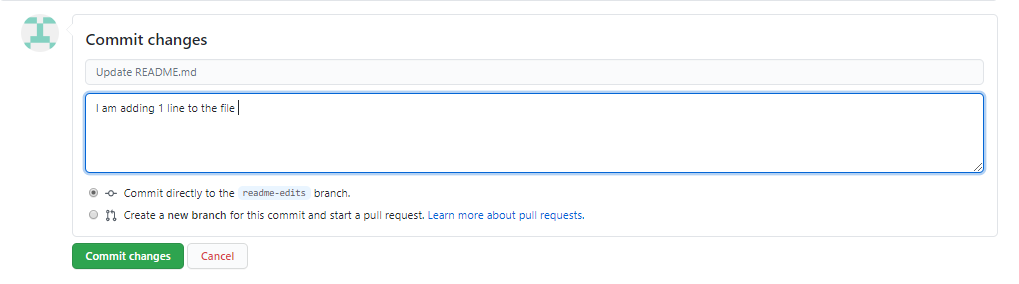 Commit changes
Update README.md
I am adding 1 line to the file
Commit directly to the readme-edits branch.
Create a new branch for this commit and start a pull request. Learn more about pull requests.
Commit changes Cancel